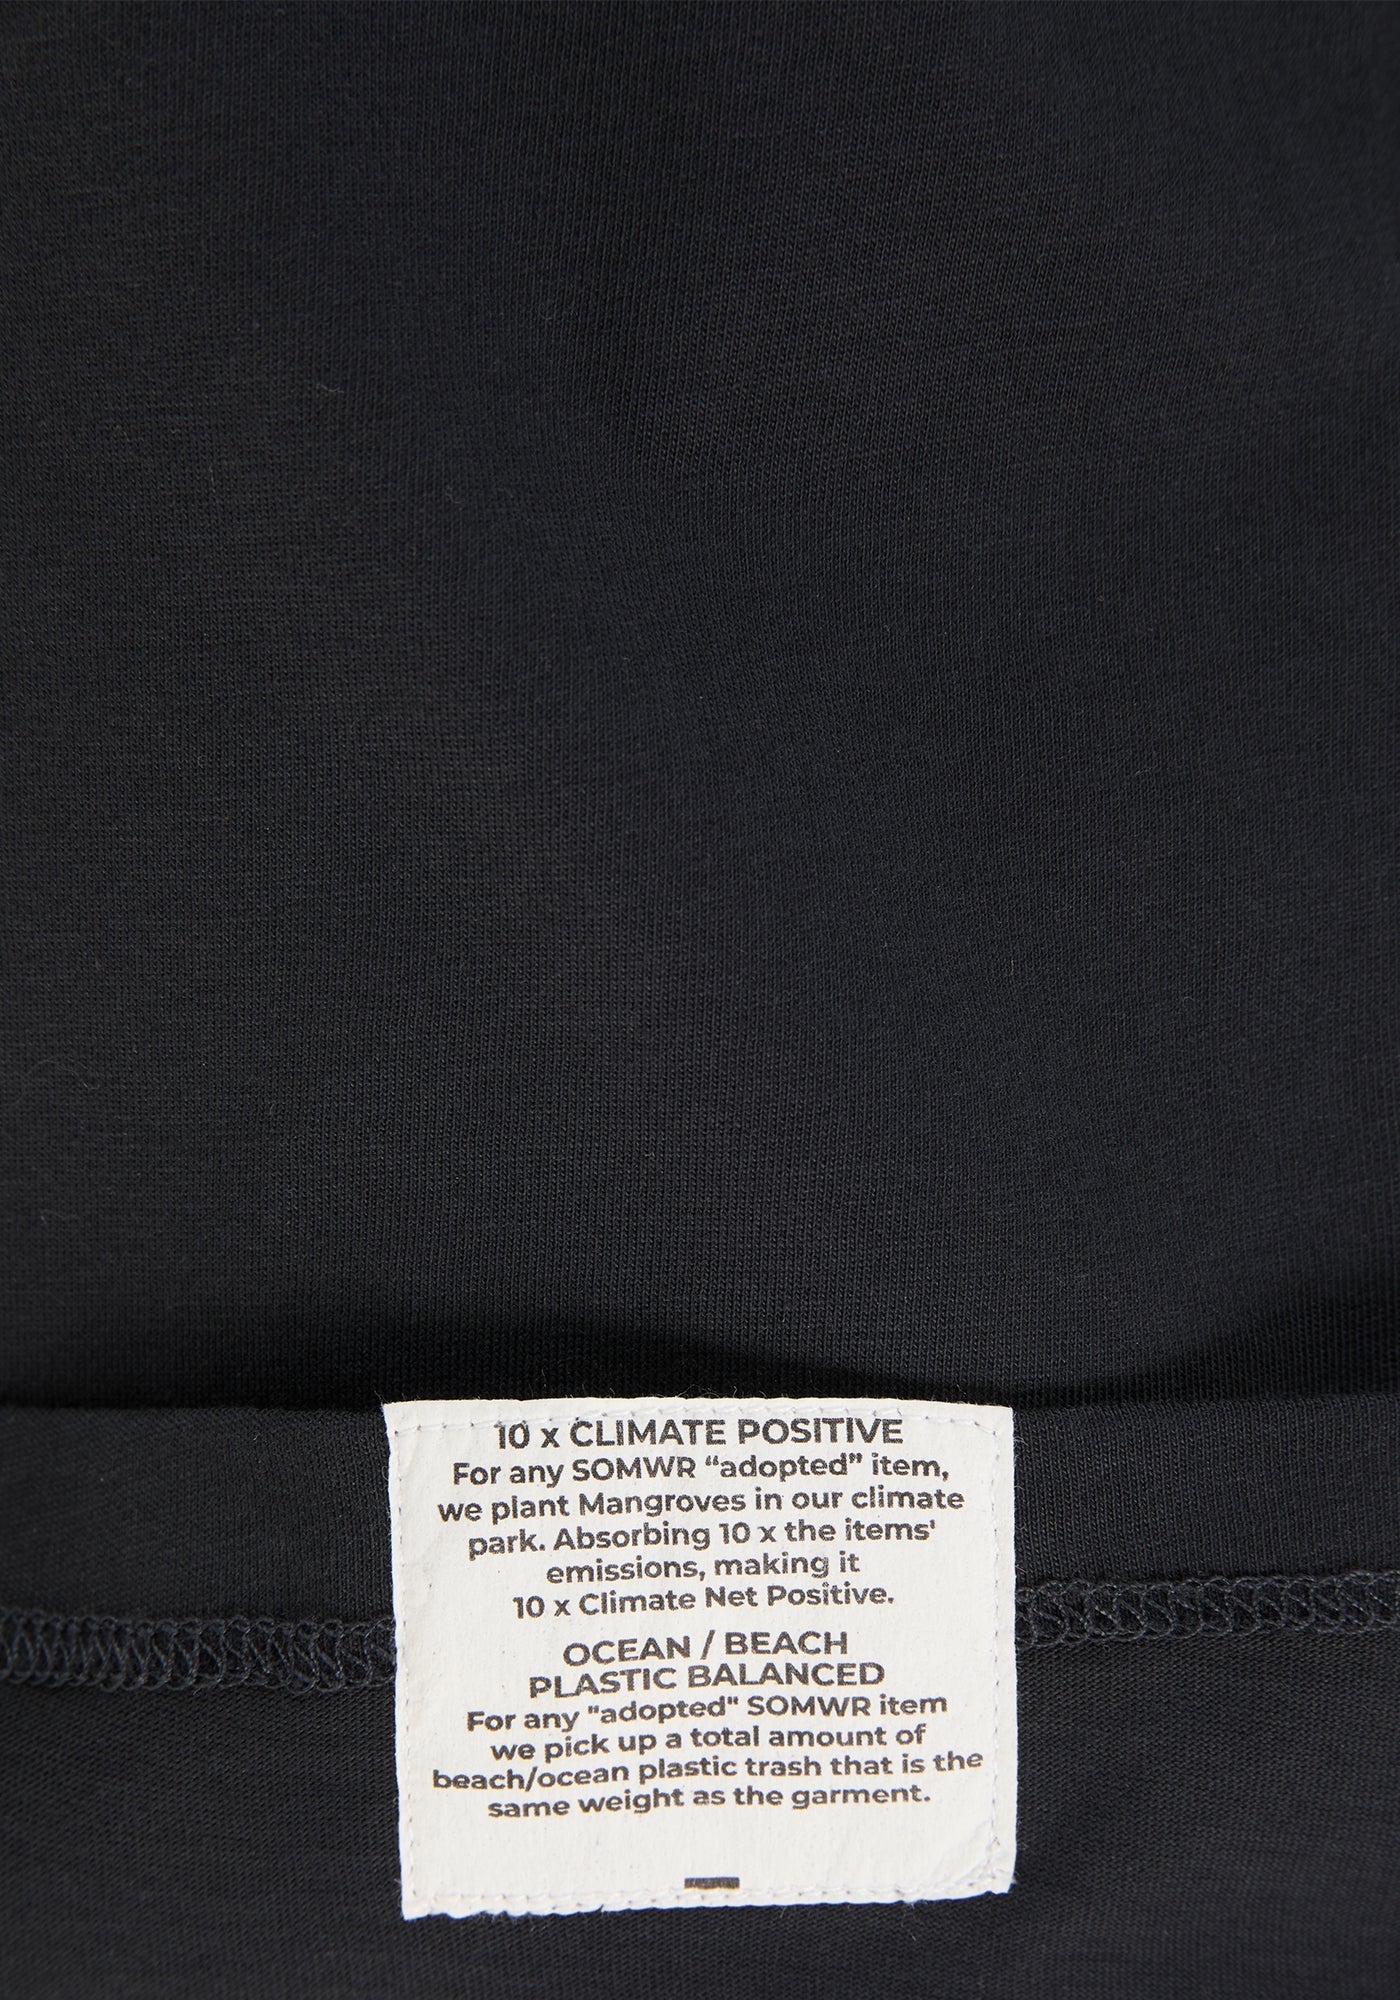 10 x CLIMATE POSITIVE
For any SOMWR “adopted” item,
we plant Mangroves in our climate
park. Absorbing 10 x the items'
emissions, making it
10 x Climate Net Positive.
OCEAN / BEACH
PLASTIC BALANCED
For any "adopted" SOMWR item
we pick up a total amount of
beach/ocean plastic trash that is the
same weight as the garment.